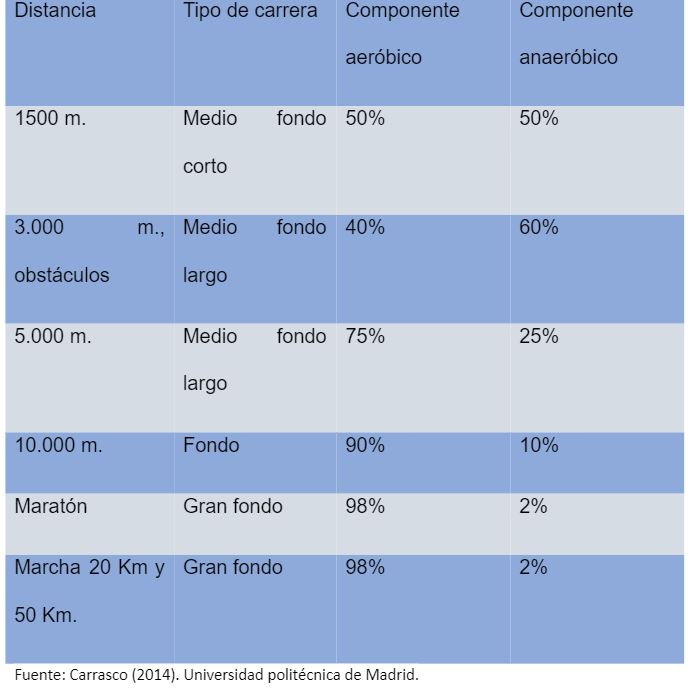 Distancia Tipo de carrera Componente Componente
aeróbico anaeróbico
1500 m. Medio fondo 50% 50%
corto
3.000 m., Medio fondo 40% 60%
obstáculos largo
5.000 m. Medio fondo 75% 25%
largo
10.000 m. Fondo 90% 10%
Maratón Gran fondo 98% 2%
Marcha 20 Km y Gran fondo 98% 2%
50 Km.
Fuente: Carrasco (2014). Universidad politécnica de Madrid.